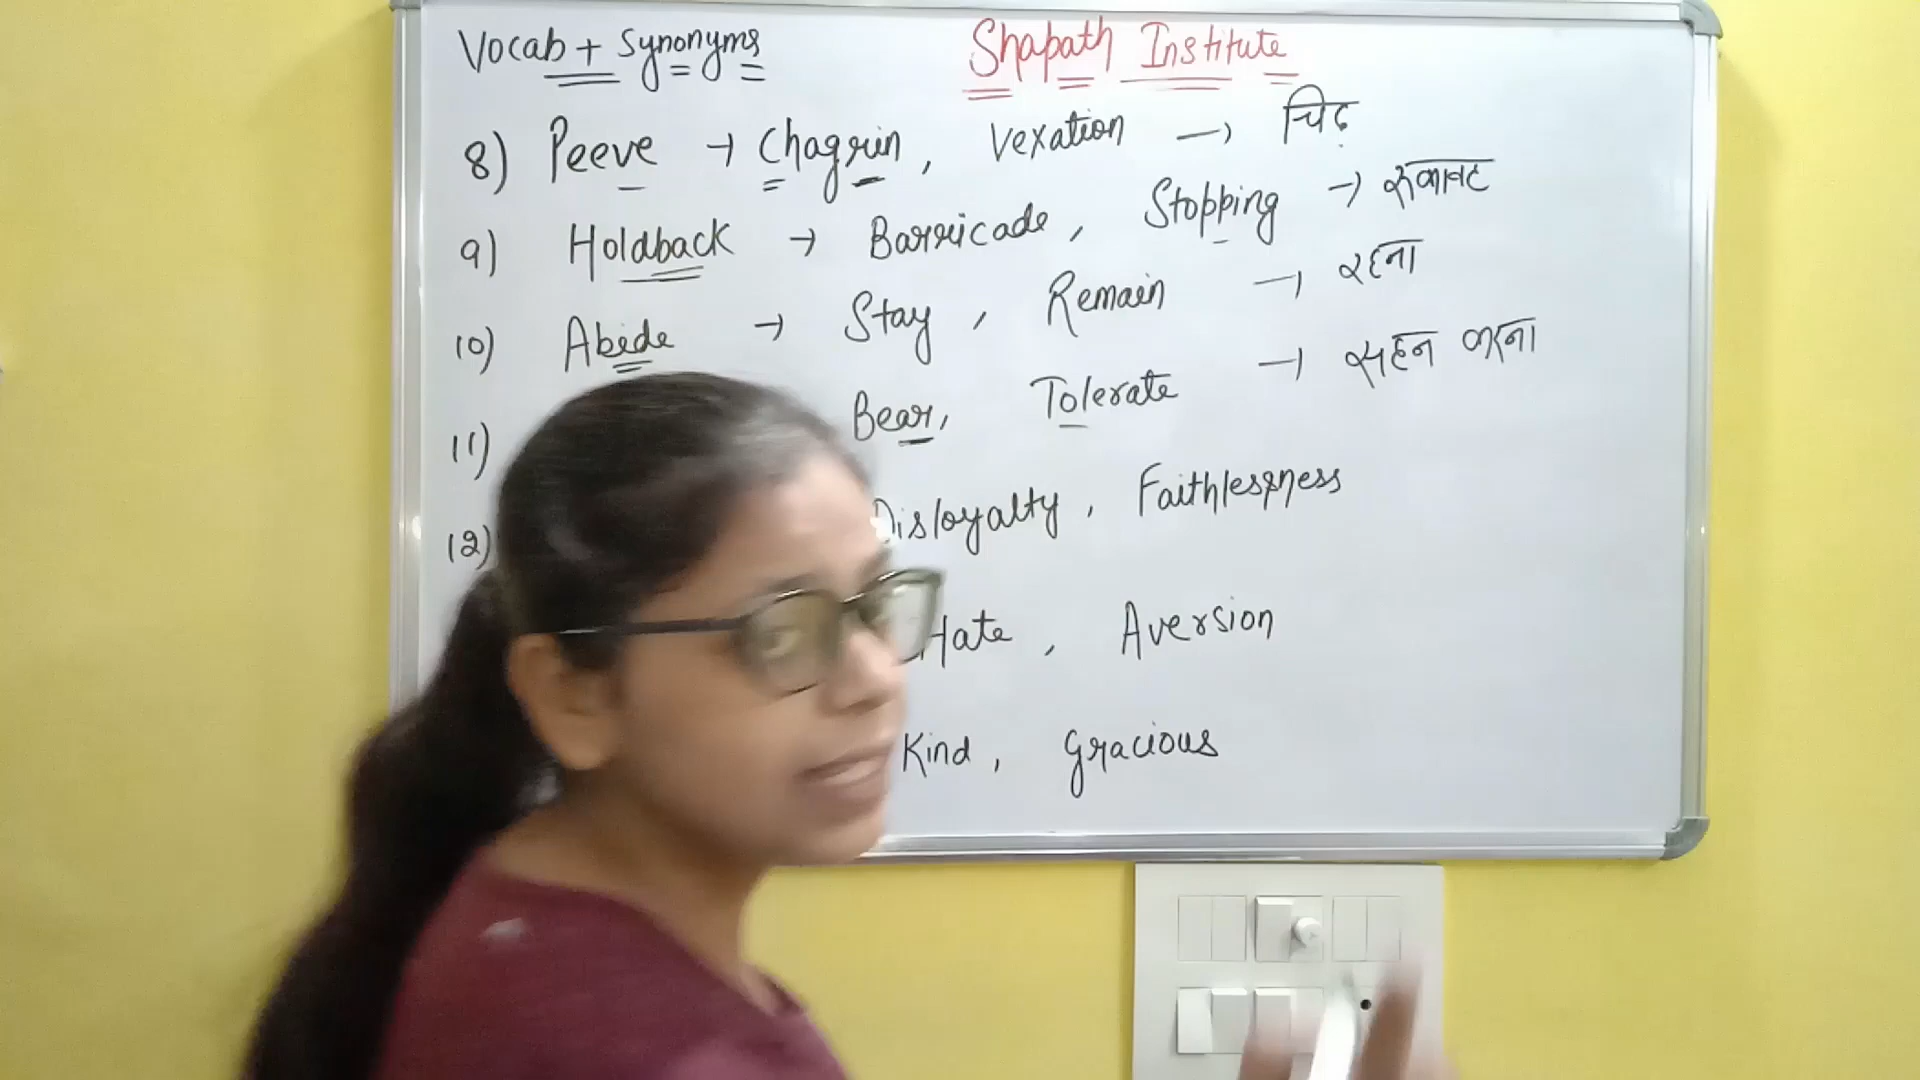 Vocab + Synonyms Shapath Institute
8) Peeve → Chagrin, Vexation → चिढ़
9) Holdback → Barricade, Stopping → रुकावट
10) Abide → Stay, Remain → रहना
11) Bear, Tolerate → सहन करना
12) Disloyalty, Faithlessness
Hate, Aversion
Kind, Gracious